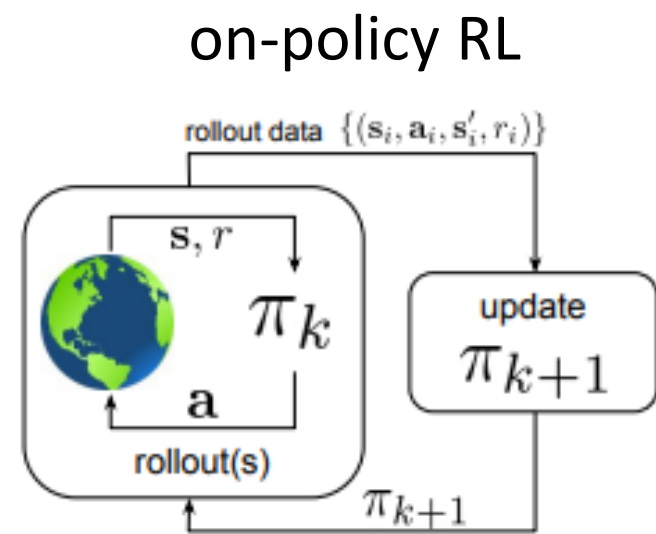 on-policy RL
rollout data {(s_i, a_i, s'_i, r_i)}
s, r
π_k
a
rollout(s)
update
π_{k+1}
π_{k+1}